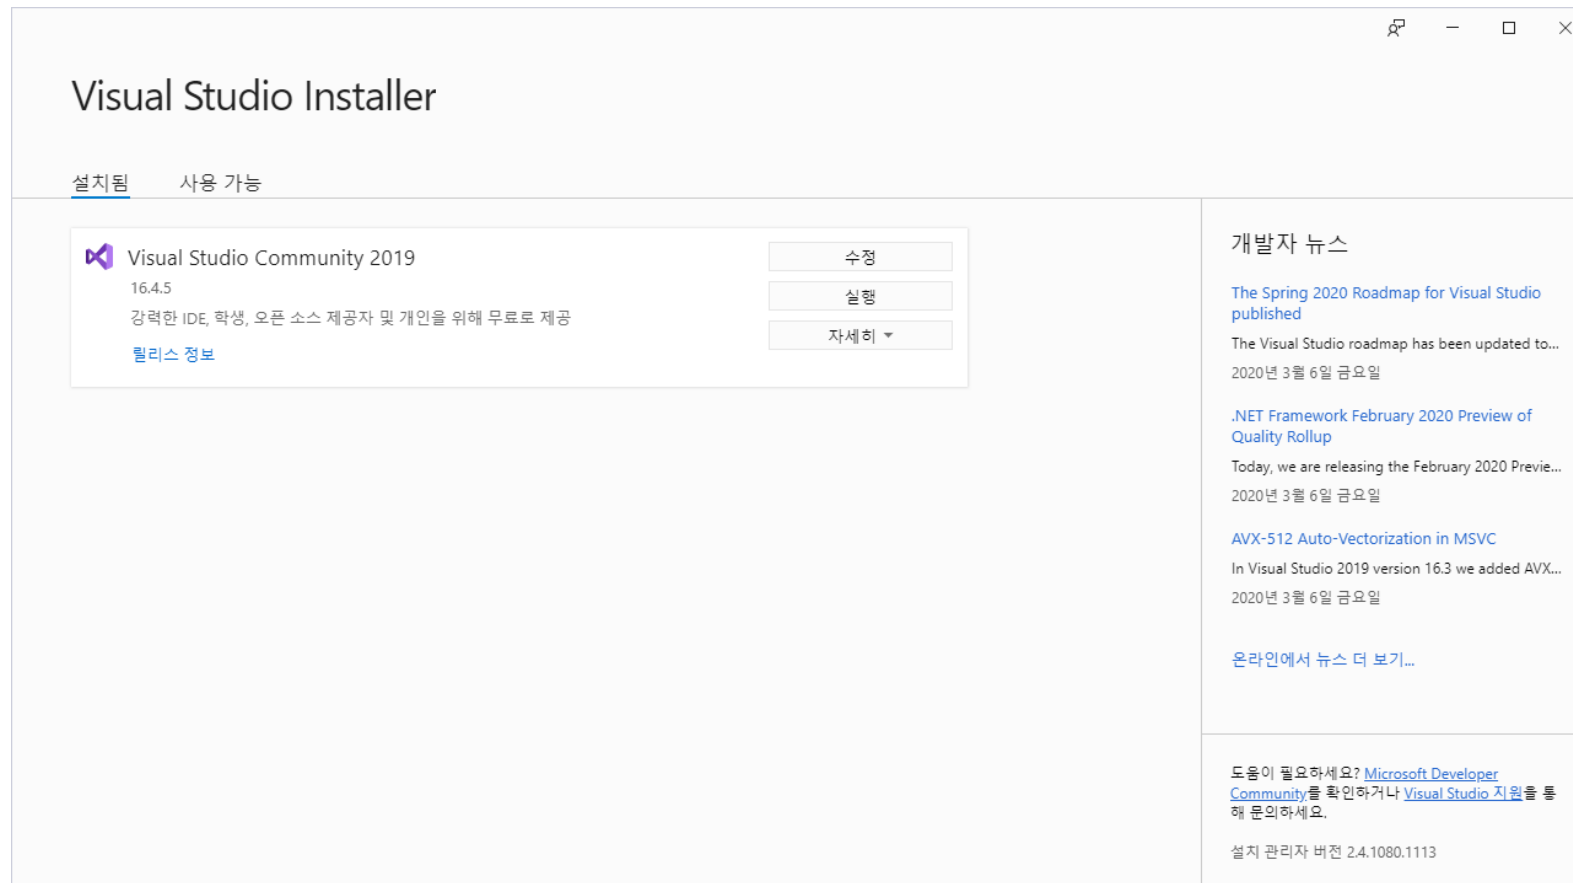 Visual Studio Installer
설치됨 사용 가능
Visual Studio Community 2019
16.4.5
강력한 IDE, 학생, 오픈 소스 제공자 및 개인을 위해 무료로 제공
릴리스 정보
수정
실행
자세히
개발자 뉴스
The Spring 2020 Roadmap for Visual Studio
published
The Visual Studio roadmap has been updated to...
2020년 3월 6일 금요일
.NET Framework February 2020 Preview of
Quality Rollup
Today, we are releasing the February 2020 Previe...
2020년 3월 6일 금요일
AVX-512 Auto-Vectorization in MSVC
In Visual Studio 2019 version 16.3 we added AVX...
2020년 3월 6일 금요일
온라인에서 뉴스 더 보기...
도움이 필요하세요? Microsoft Developer
Community를 확인하거나 Visual Studio 지원을 통
해 문의하세요.
설치 관리자 버전 2.4.1080.1113